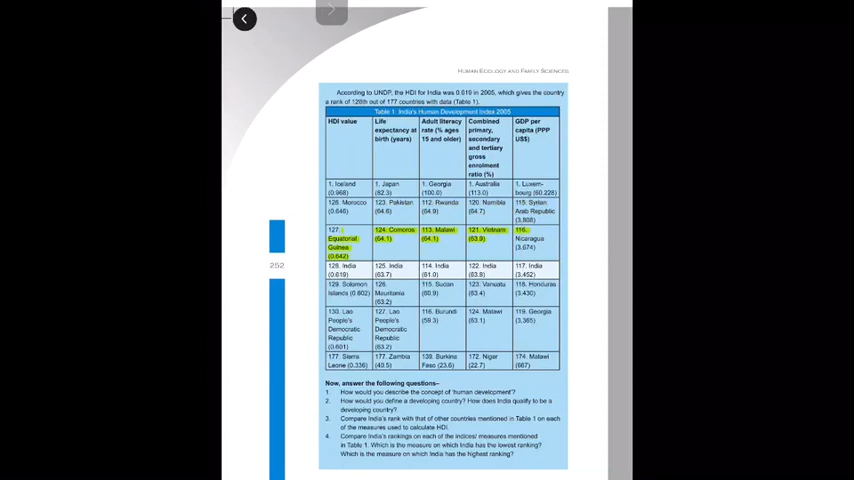 HUMAN ECOLOGY AND FAMILY SCIENCES
According to UNDP, the HDI for India was 0.619 in 2005, which gives the country
a rank of 128th out of 177 countries with data (Table 1).
Table 1: India's Human Development Index 2005
HDI value
Life expectancy at birth (years)
Adult literacy rate (% ages 15 and older)
Combined primary, secondary and tertiary gross enrolment ratio (%)
GDP per capita (PPP US$)
1. Iceland (0.968)
1. Japan (82.3)
1. Georgia (100.0)
1. Australia (113.0)
1. Luxem-bourg (60.228)
126. Morocco (0.646)
123. Pakistan (64.6)
112. Rwanda (64.9)
120. Namibia (64.7)
115. Syrian Arab Republic (3,808)
127. Equatorial Guinea (0.642)
124. Comoros (64.1)
113. Malawi (64.1)
121. Vietnam (63.9)
116. Nicaragua (3.674)
128. India (0.619)
125. India (63.7)
114. India (61.0)
122. India (63.8)
117. India (3.452)
129. Solomon Islands (0.602)
126. Mauritania (63.2)
115. Sudan (60.9)
123. Vanuatu (63.4)
118. Honduras (3.430)
130. Lao People's Democratic Republic (0.601)
127. Lao People's Democratic Republic (63.2)
116. Burundi (59.3)
124. Malawi (63.1)
119. Georgia (3,365)
177. Sierra Leone (0.336)
177. Zambia (40.5)
139. Burkina Faso (23.6)
172. Niger (22.7)
174. Malawi (667)
252
Now, answer the following questions–
1. How would you describe the concept of 'human development'?
2. How would you define a developing country? How does India qualify to be a
developing country?
3. Compare India's rank with that of other countries mentioned in Table 1 on each
of the measures used to calculate HDI.
4. Compare India's rankings on each of the indices/ measures mentioned
in Table 1. Which is the measure on which India has the lowest ranking?
Which is the measure on which India has the highest ranking?